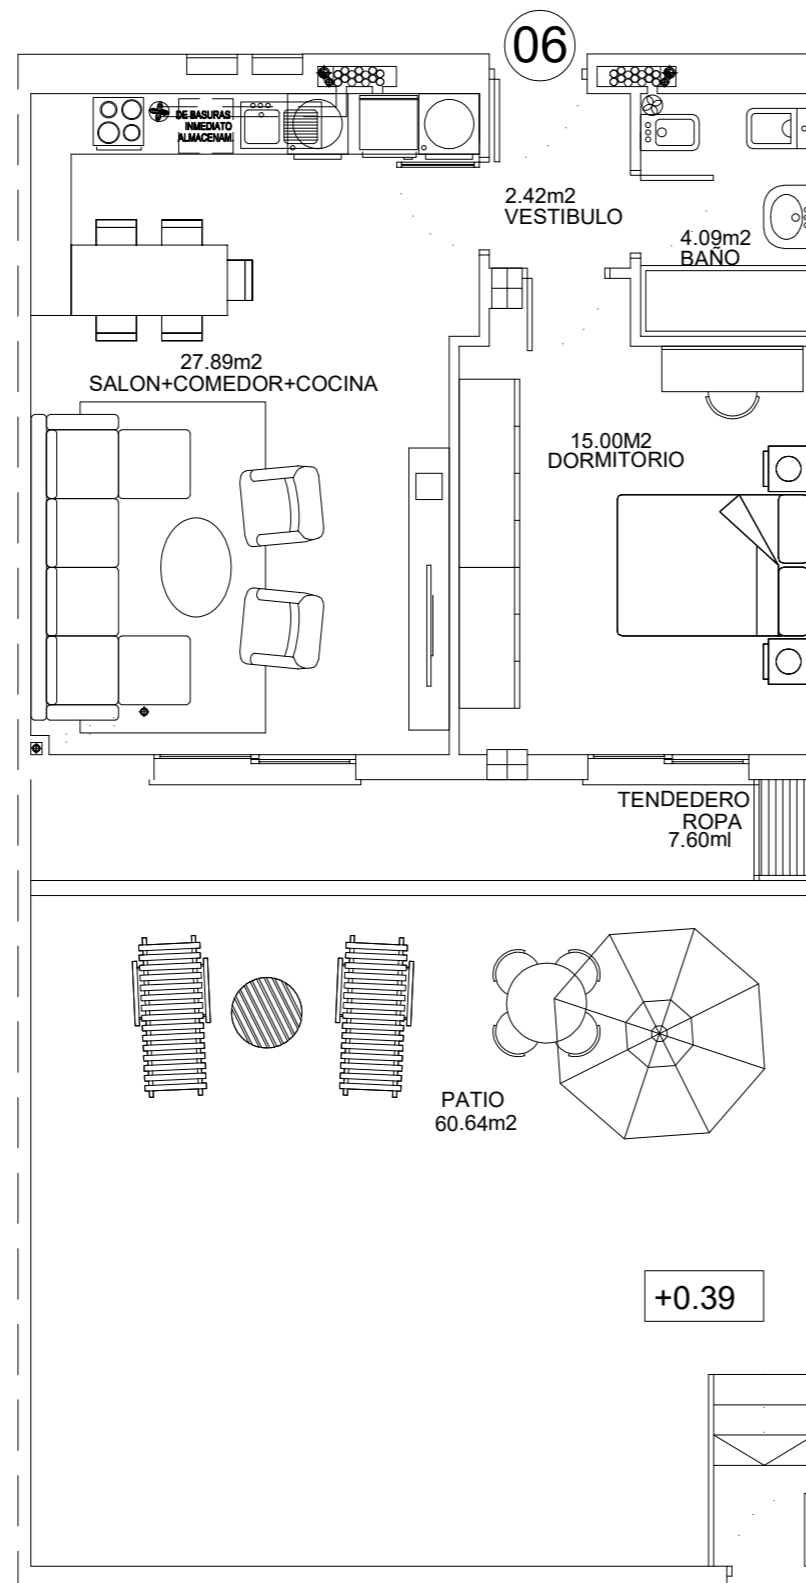 06
DE BASURAS
INMEDIATO
ALMACENAM.
2.42m2
VESTIBULO
4.09m2
BAÑO
27.89m2
SALON+COMEDOR+COCINA
15.00M2
DORMITORIO
TENDEDERO
ROPA
7.60ml
PATIO
60.64m2
+0.39